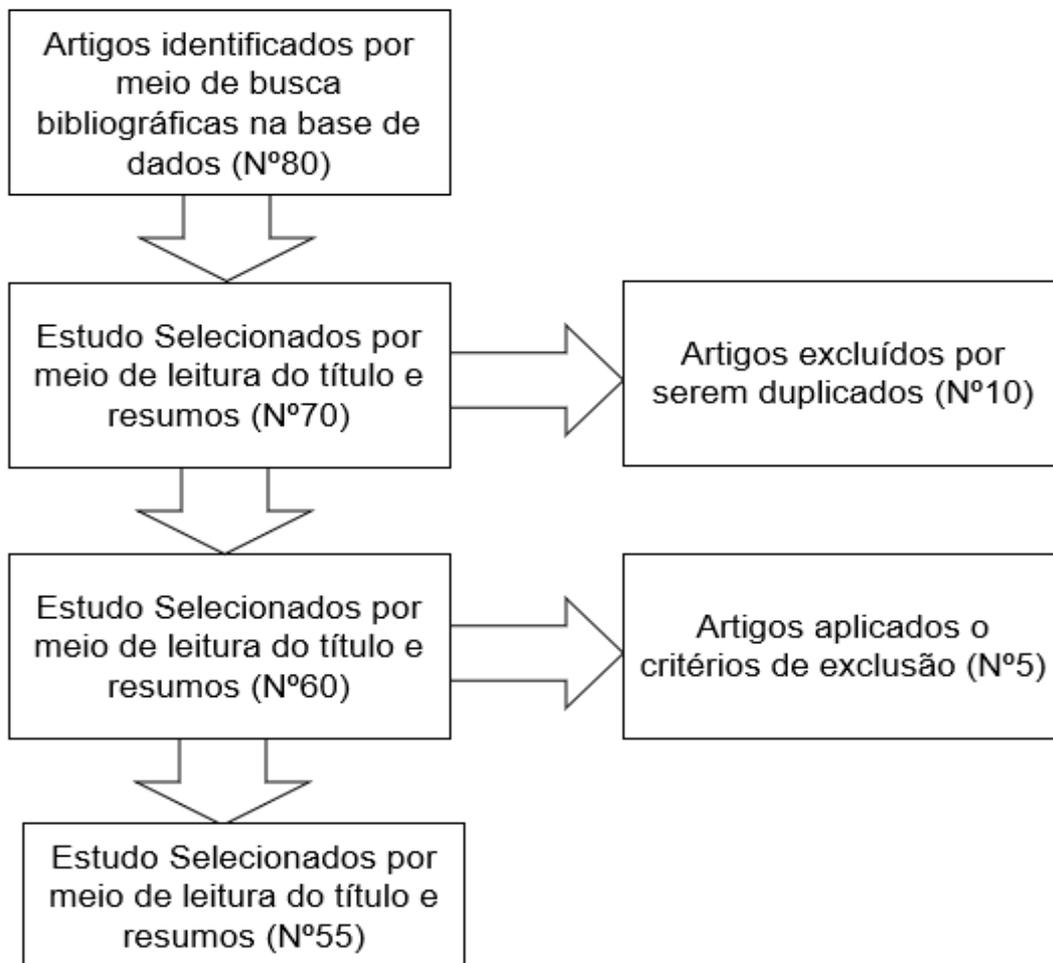 Artigos identificados por
meio de busca
bibliográficas na base de
dados (Nº80)
Estudo Selecionados por
meio de leitura do título e
resumos (Nº70)
Artigos excluídos por
serem duplicados (Nº10)
Estudo Selecionados por
meio de leitura do título e
resumos (Nº60)
Artigos aplicados o
critérios de exclusão (Nº5)
Estudo Selecionados por
meio de leitura do título e
resumos (Nº55)